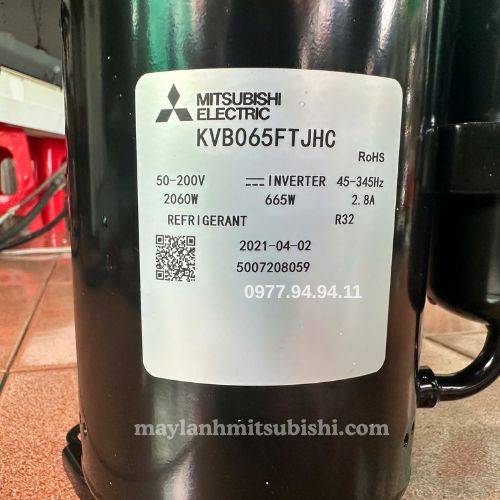 MITSUBISHI
ELECTRIC
KVB065FTJHC
RoHS
50-200V INVERTER 45-345Hz
2060W 665W 2.8A
REFRIGERANT R32
2021-04-02
5007208059
0977.94.94.11
maylanhmitsubishi.com